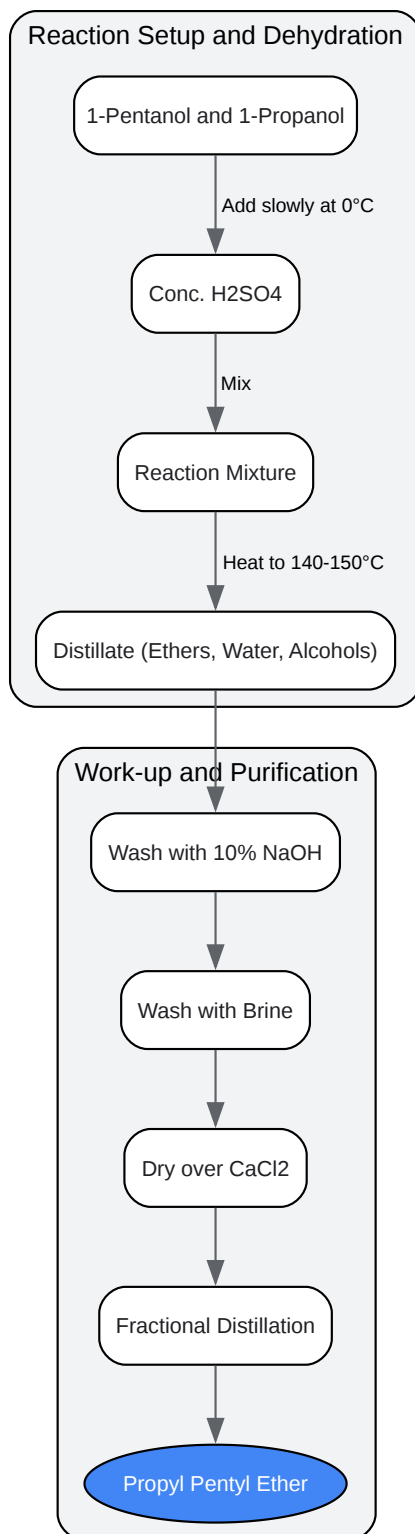 Reaction Setup and Dehydration
1-Pentanol and 1-Propanol
Add slowly at 0°C
Conc. H2SO4
Mix
Reaction Mixture
Heat to 140-150°C
Distillate (Ethers, Water, Alcohols)
Work-up and Purification
Wash with 10% NaOH
Wash with Brine
Dry over CaCl2
Fractional Distillation
Propyl Pentyl Ether